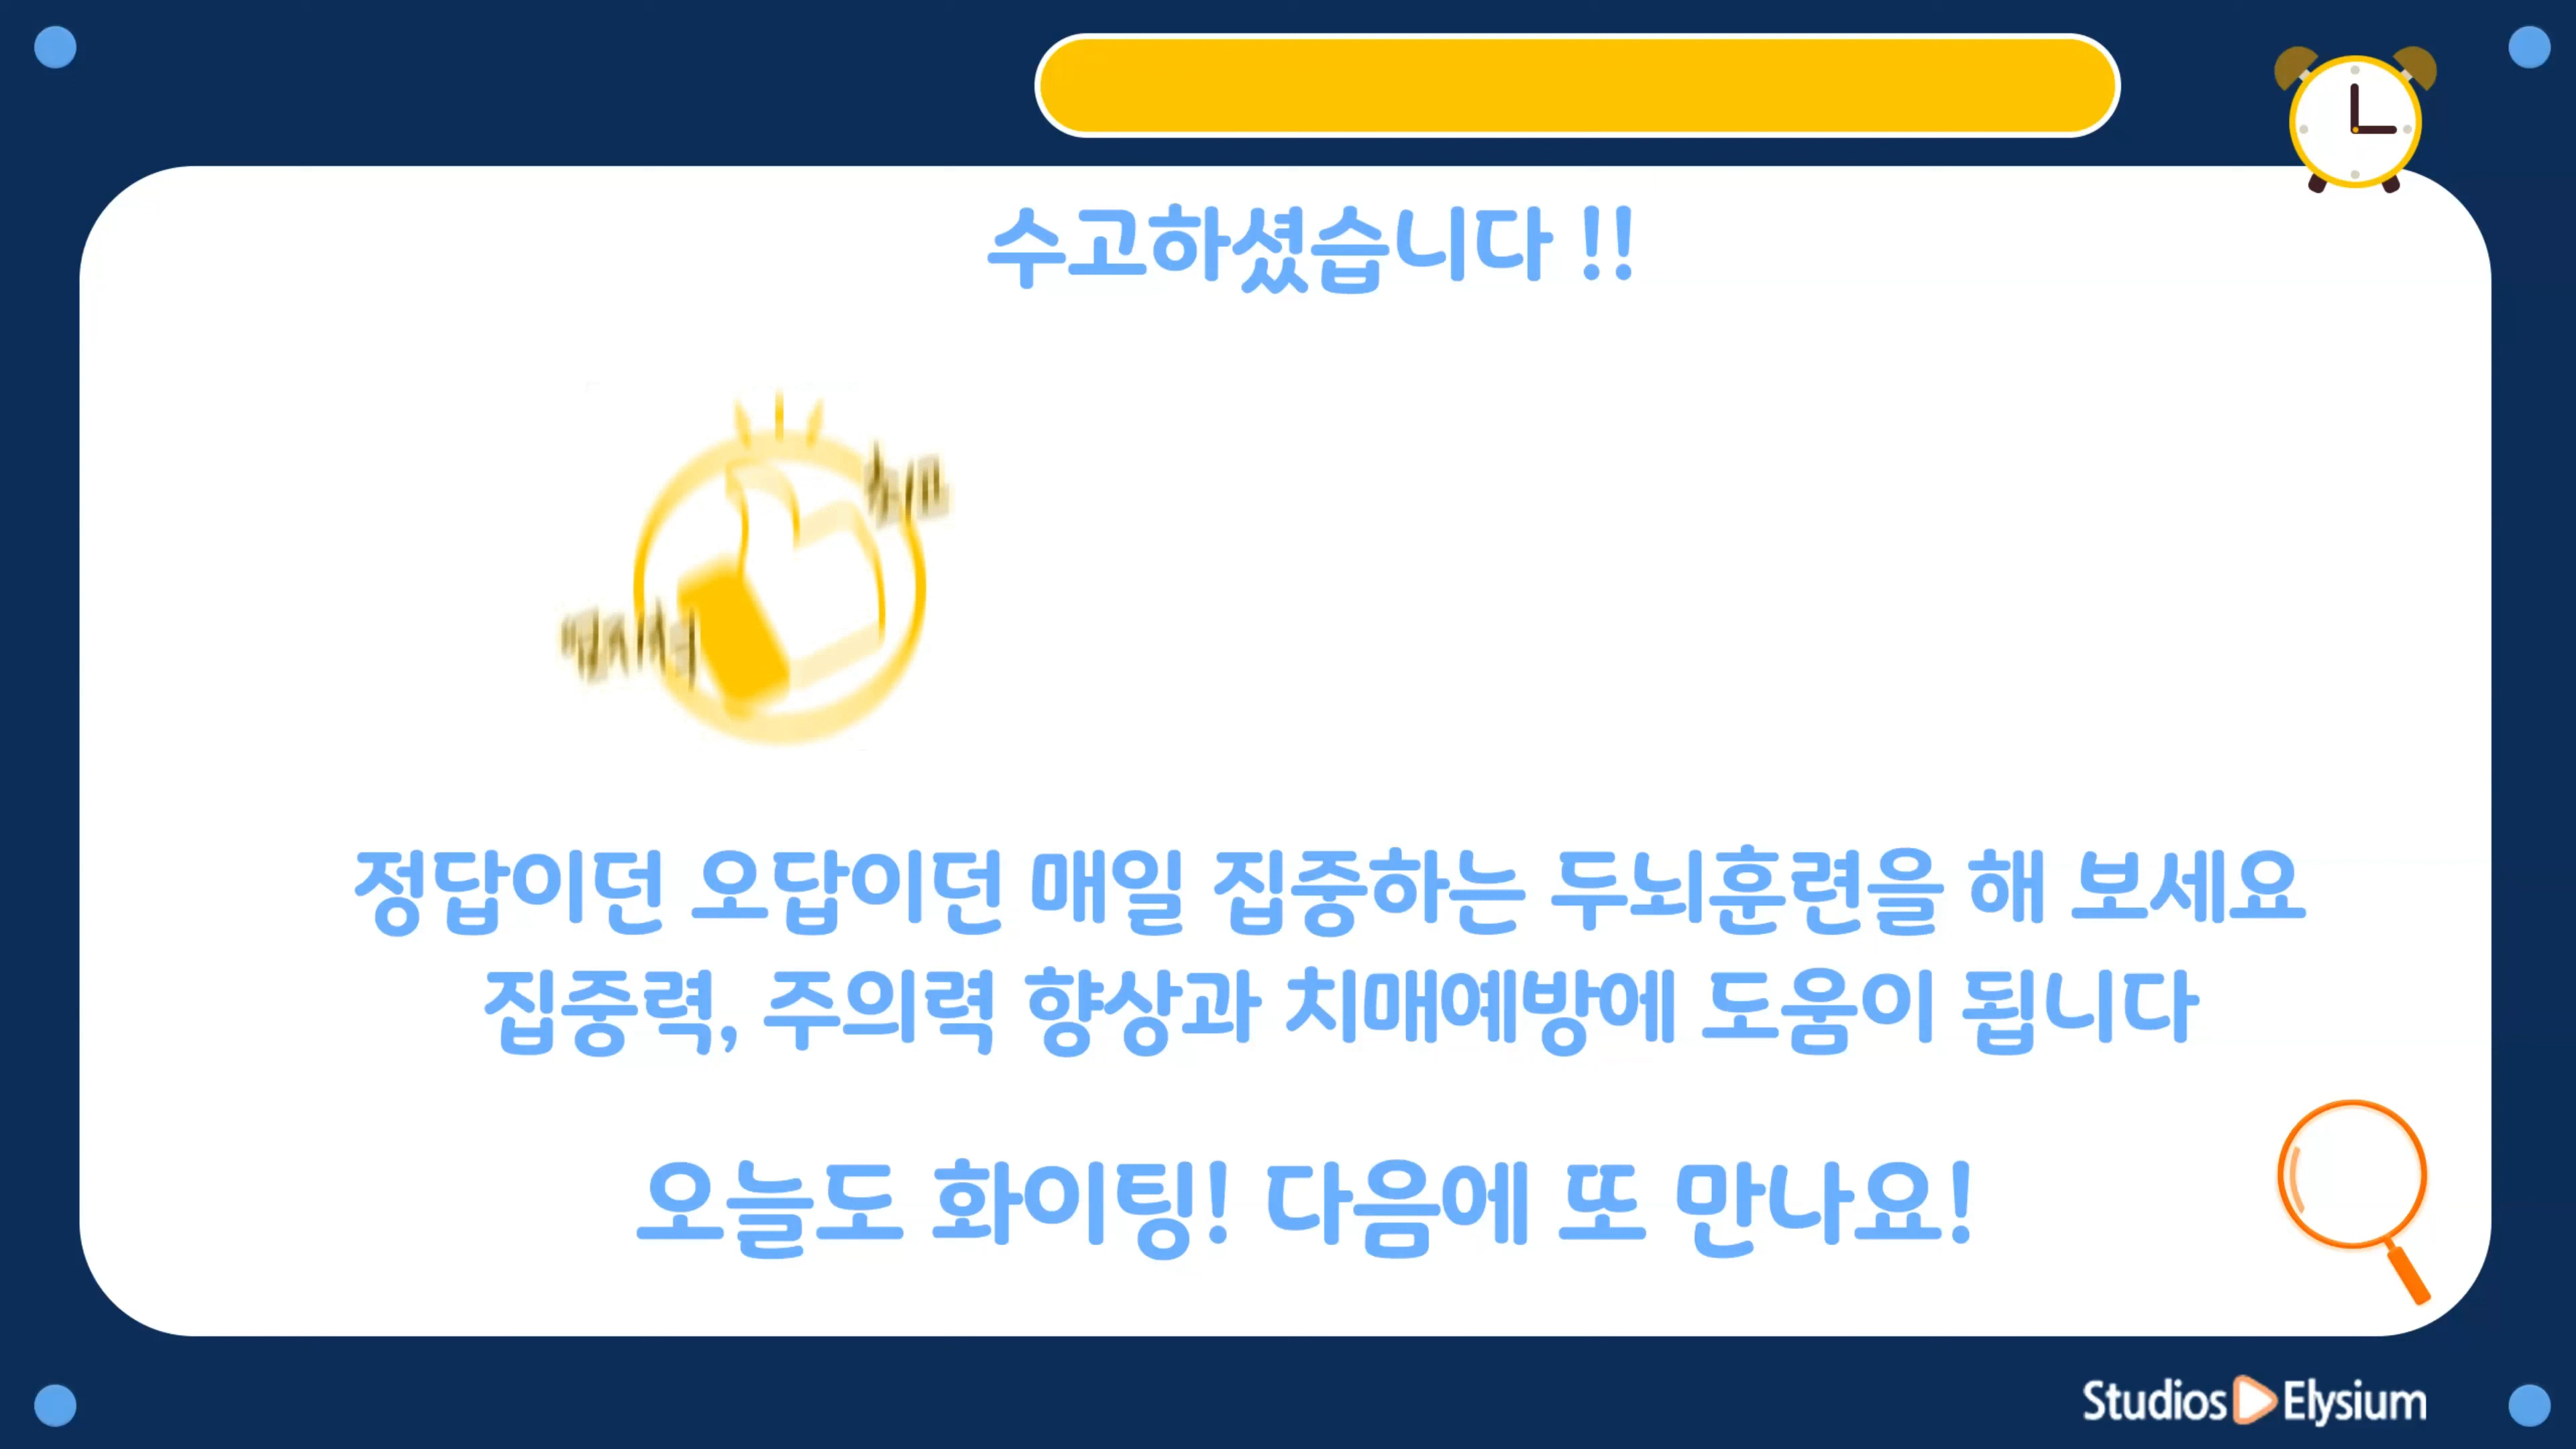 수고하셨습니다 !!
정답이던 오답이던 매일 집중하는 두뇌훈련을 해 보세요
집중력, 주의력 향상과 치매예방에 도움이 됩니다
오늘도 화이팅! 다음에 또 만나요!
Studios Elysium